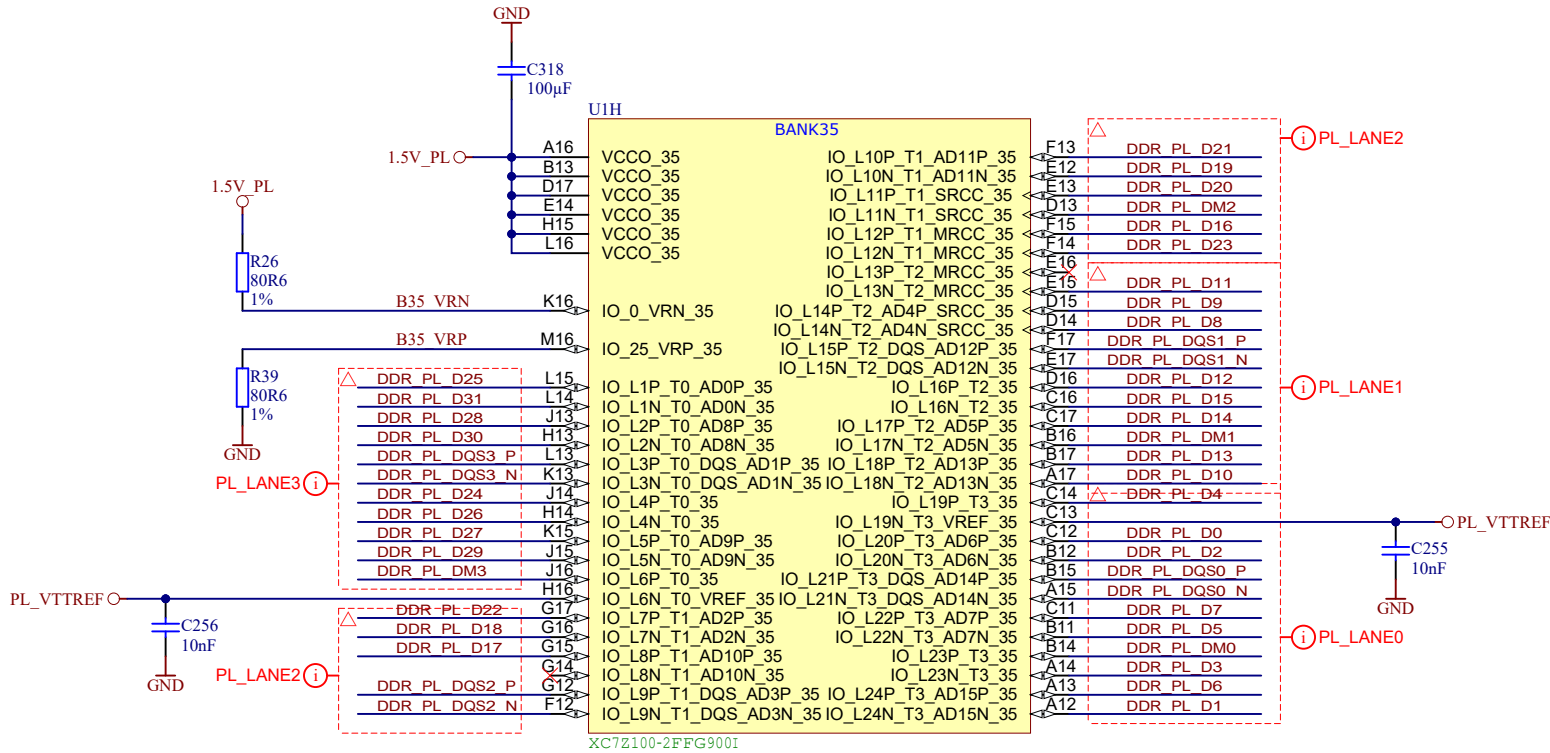 GND
C318
100µF
U1H
BANK35
1.5V_PL
A16 VCCO_35
B13 VCCO_35
D17 VCCO_35
E14 VCCO_35
H15 VCCO_35
L16 VCCO_35
1.5V_PL
R26
80R6
1%
B35_VRN K16 IO_0_VRN_35
B35_VRP M16 IO_25_VRP_35
R39
80R6
1%
GND
PL_LANE3 i
DDR_PL_D25 L15 IO_L1P_T0_AD0P_35
DDR_PL_D31 L14 IO_L1N_T0_AD0N_35
DDR_PL_D28 J13 IO_L2P_T0_AD8P_35
DDR_PL_D30 H13 IO_L2N_T0_AD8N_35
DDR_PL_DQS3_P L13 IO_L3P_T0_DQS_AD1P_35
DDR_PL_DQS3_N K13 IO_L3N_T0_DQS_AD1N_35
DDR_PL_D24 J14 IO_L4P_T0_35
DDR_PL_D26 H14 IO_L4N_T0_35
DDR_PL_D27 K15 IO_L5P_T0_AD9P_35
DDR_PL_D29 J15 IO_L5N_T0_AD9N_35
DDR_PL_DM3 J16 IO_L6P_T0_35
PL_VTTREF H16 IO_L6N_T0_VREF_35
C256
10nF
GND
PL_LANE2 i
DDR_PL_D22 G17 IO_L7P_T1_AD2P_35
DDR_PL_D18 G16 IO_L7N_T1_AD2N_35
DDR_PL_D17 G15 IO_L8P_T1_AD10P_35
G14 IO_L8N_T1_AD10N_35
DDR_PL_DQS2_P G12 IO_L9P_T1_DQS_AD3P_35
DDR_PL_DQS2_N F12 IO_L9N_T1_DQS_AD3N_35
IO_L10P_T1_AD11P_35 F13 DDR_PL_D21
IO_L10N_T1_AD11N_35 E12 DDR_PL_D19
IO_L11P_T1_SRCC_35 E13 DDR_PL_D20
IO_L11N_T1_SRCC_35 D13 DDR_PL_DM2
IO_L12P_T1_MRCC_35 F15 DDR_PL_D16
IO_L12N_T1_MRCC_35 F14 DDR_PL_D23
i PL_LANE2
IO_L13P_T2_MRCC_35 E16
IO_L13N_T2_MRCC_35 E15 DDR_PL_D11
IO_L14P_T2_AD4P_SRCC_35 D15 DDR_PL_D9
IO_L14N_T2_AD4N_SRCC_35 D14 DDR_PL_D8
IO_L15P_T2_DQS_AD12P_35 F17 DDR_PL_DQS1_P
IO_L15N_T2_DQS_AD12N_35 E17 DDR_PL_DQS1_N
IO_L16P_T2_35 D16 DDR_PL_D12
IO_L16N_T2_35 C16 DDR_PL_D15
IO_L17P_T2_AD5P_35 C17 DDR_PL_D14
IO_L17N_T2_AD5N_35 B16 DDR_PL_DM1
IO_L18P_T2_AD13P_35 B17 DDR_PL_D13
IO_L18N_T2_AD13N_35 A17 DDR_PL_D10
i PL_LANE1
IO_L19P_T3_35 C14 DDR_PL_D4
IO_L19N_T3_VREF_35 C13 PL_VTTREF
C255
10nF
GND
IO_L20P_T3_AD6P_35 C12 DDR_PL_D0
IO_L20N_T3_AD6N_35 B12 DDR_PL_D2
IO_L21P_T3_DQS_AD14P_35 B15 DDR_PL_DQS0_P
IO_L21N_T3_DQS_AD14N_35 A15 DDR_PL_DQS0_N
IO_L22P_T3_AD7P_35 C11 DDR_PL_D7
IO_L22N_T3_AD7N_35 B11 DDR_PL_D5
IO_L23P_T3_35 B14 DDR_PL_DM0
IO_L23N_T3_35 A14 DDR_PL_D3
IO_L24P_T3_AD15P_35 A13 DDR_PL_D6
IO_L24N_T3_AD15N_35 A12 DDR_PL_D1
i PL_LANE0
XC7Z100-2FFG900I